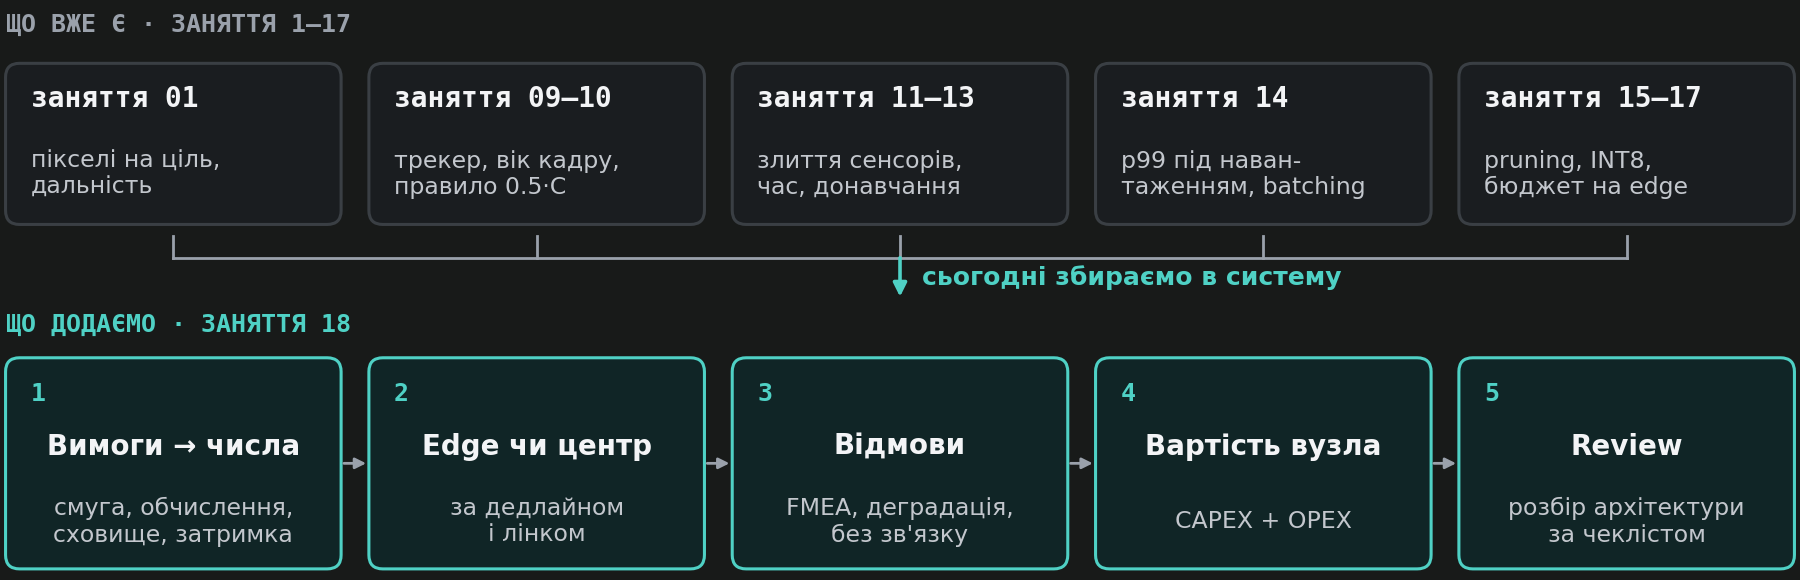 ЩО ВЖЕ Є · ЗАНЯТТЯ 1–17
заняття 01
пікселі на ціль,
дальність
заняття 09–10
трекер, вік кадру,
правило 0.5·C
заняття 11–13
злиття сенсорів,
час, донавчання
заняття 14
p99 під наван-
таженням, batching
заняття 15–17
pruning, INT8,
бюджет на edge
сьогодні збираємо в систему
ЩО ДОДАЄМО · ЗАНЯТТЯ 18
1
Вимоги → числа
смуга, обчислення,
сховище, затримка
2
Edge чи центр
за дедлайном
і лінком
3
Відмови
FMEA, деградація,
без зв'язку
4
Вартість вузла
CAPEX + OPEX
5
Review
розбір архітектури
за чеклістом